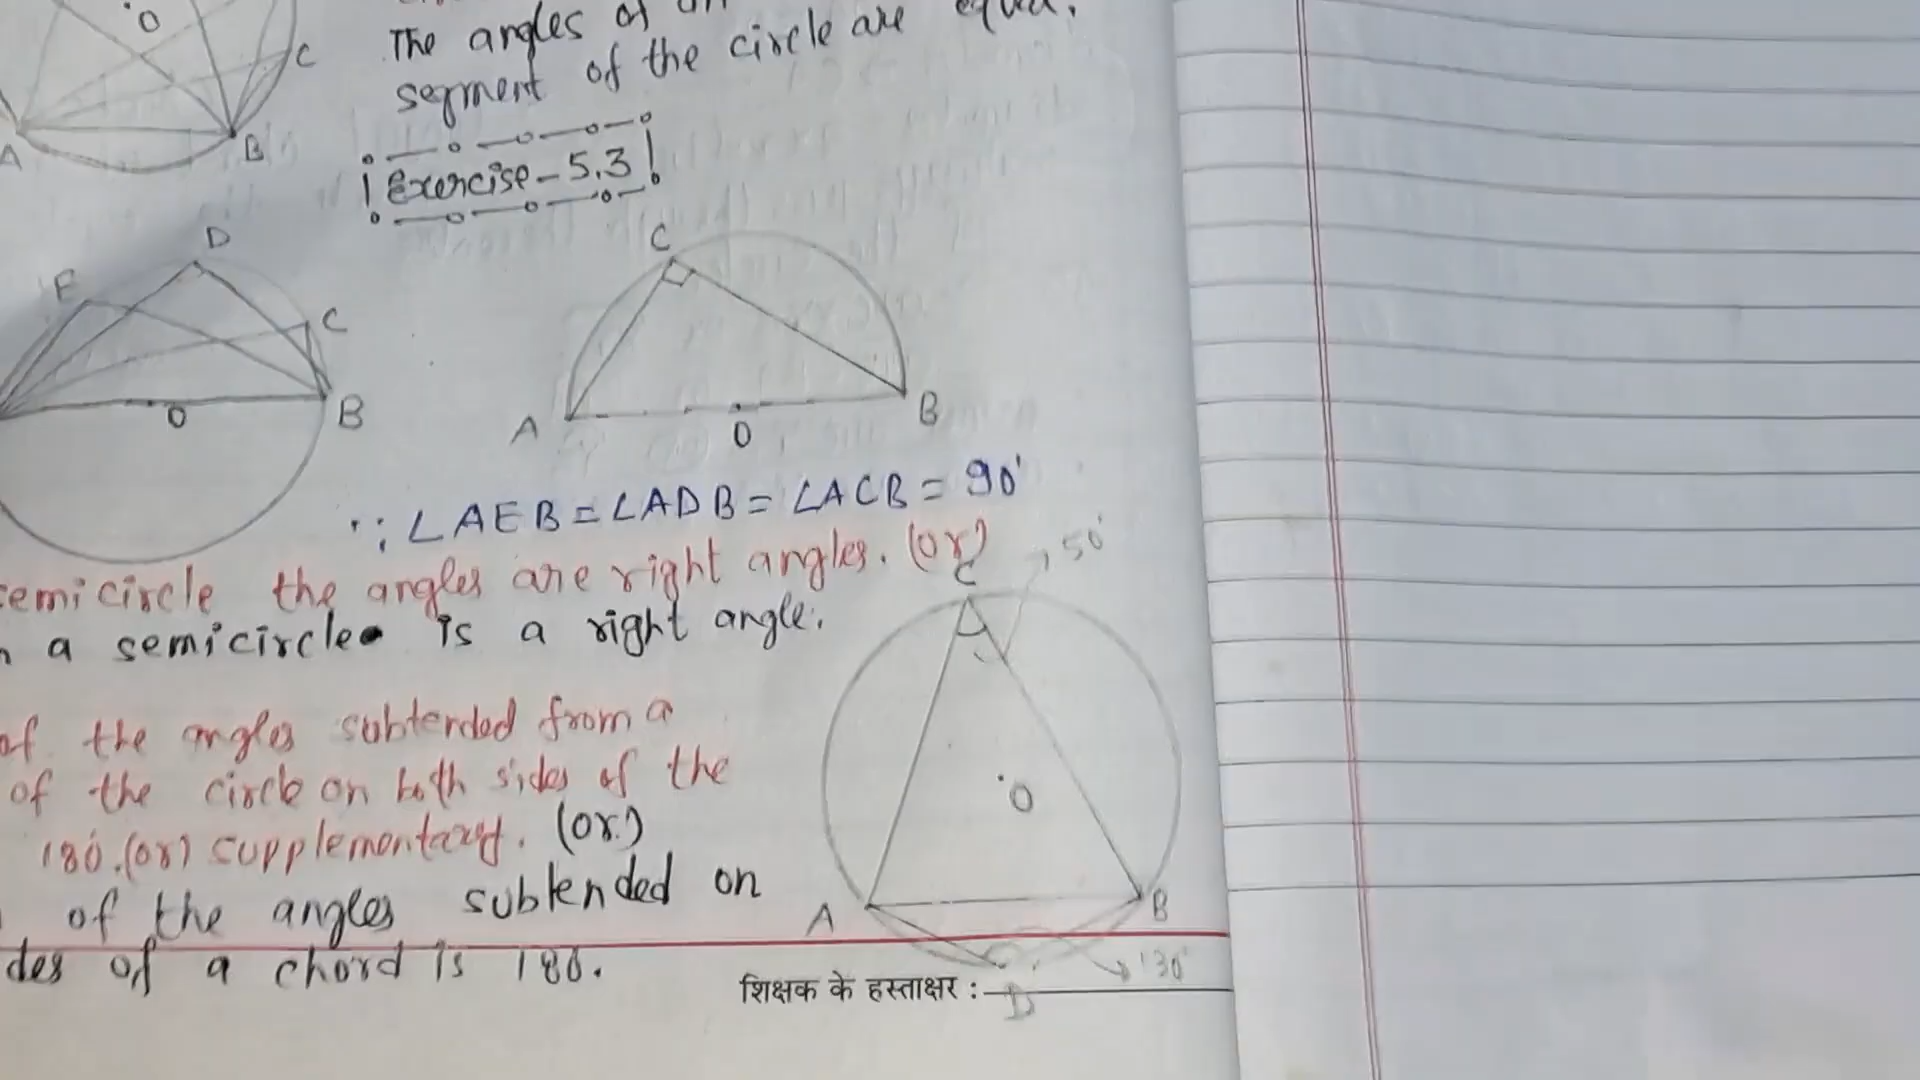 O
C
A
B
The angles of
segment of the circle are
Exercise-5.3
D
E
C
O
B
C
A
O
B
∵ ∠AEB = ∠ADB = ∠ACB = 90°
semicircle the angles are right angles. (or)
a semicircle is a right angle.
C
50°
O
A
B
130°
D
of the angles subtended from a
of the circle on both sides of the
180°. (or) supplementary. (or)
of the angles subtended on
des of a chord is 180.
शिक्षक के हस्ताक्षर :